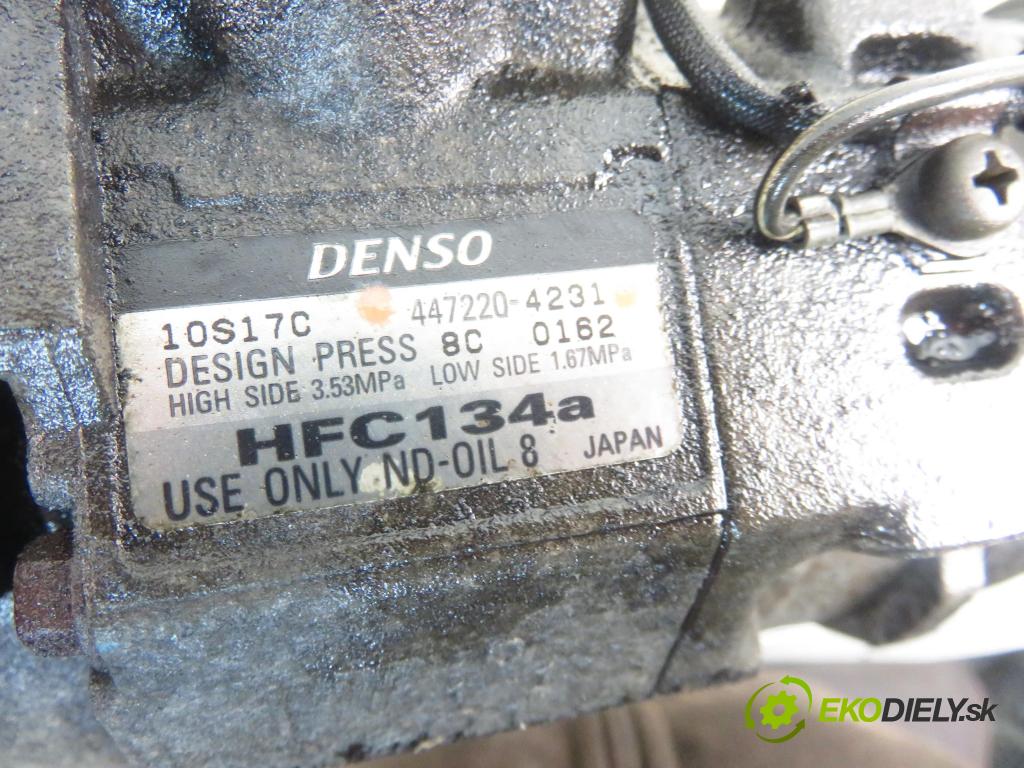 DENSO
10S17C 447220-4231
DESIGN PRESS 8C 0162
HIGH SIDE 3.53MPa LOW SIDE 1.67MPa
HFC134a
USE ONLY ND-OIL 8 JAPAN
EKODIELY.sk